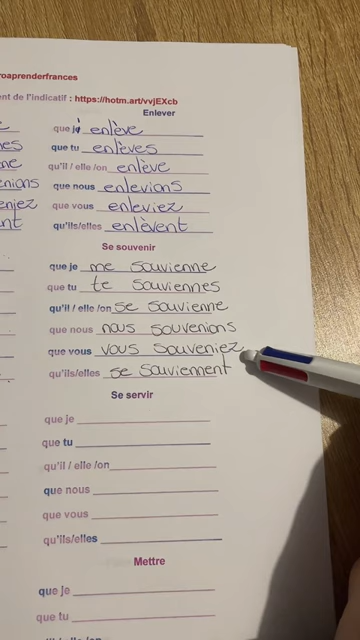 roaprenderfrances
ent de l'indicatif : https://hotm.art/vvjEXcb
Enlever
que j' enlève
que tu enlèves
qu'il / elle /on enlève
enions que nous enlevions
eniez que vous enleviez
nt qu'ils/elles enlèvent
Se souvenir
que je me souvienne
que tu te souviennes
qu'il / elle /on se souvienne
que nous nous souvenions
que vous vous souveniez
qu'ils/elles se souviennent
Se servir
que je
que tu
qu'il / elle /on
que nous
que vous
qu'ils/elles
Mettre
que je
que tu